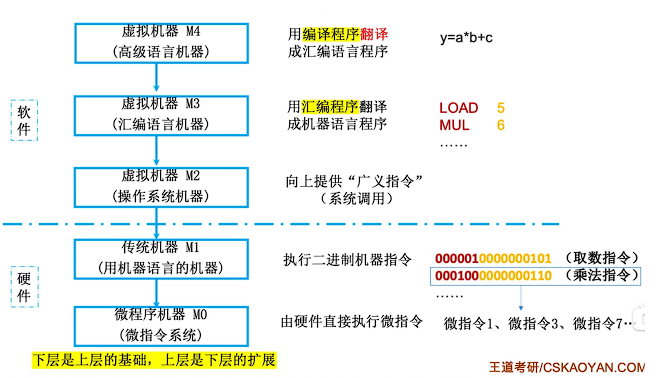 虚拟机器 M4
(高级语言机器)
用编译程序翻译
成汇编语言程序
y=a*b+c
软件
虚拟机器 M3
(汇编语言机器)
用汇编程序翻译
成机器语言程序
LOAD 5
MUL 6
……
虚拟机器 M2
(操作系统机器)
向上提供“广义指令”
（系统调用）
硬件
传统机器 M1
(用机器语言的机器)
执行二进制机器指令
0000010000000101 （取数指令）
0001000000000110 （乘法指令）
……
微程序机器 M0
(微指令系统)
由硬件直接执行微指令
微指令1、微指令3、微指令7…
下层是上层的基础，上层是下层的扩展
王道考研/CSKAOYAN.COM